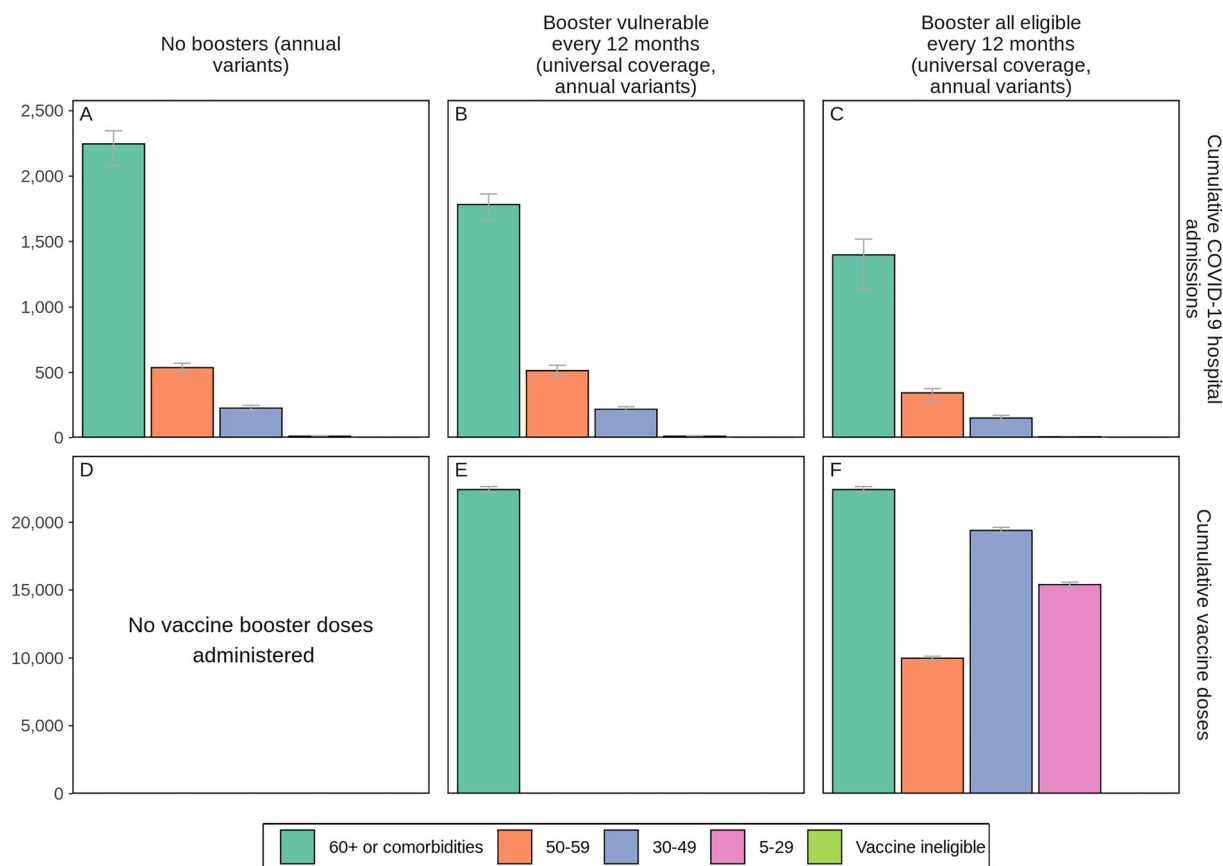 No boosters (annual
variants)
Booster vulnerable
every 12 months
(universal coverage,
annual variants)
Booster all eligible
every 12 months
(universal coverage,
annual variants)
A
B
C
2,500
2,000
1,500
1,000
500
0
Cumulative COVID-19 hospital
admissions
D
E
F
20,000
15,000
10,000
5,000
0
No vaccine booster doses
administered
Cumulative vaccine doses
60+ or comorbidities
50-59
30-49
5-29
Vaccine ineligible